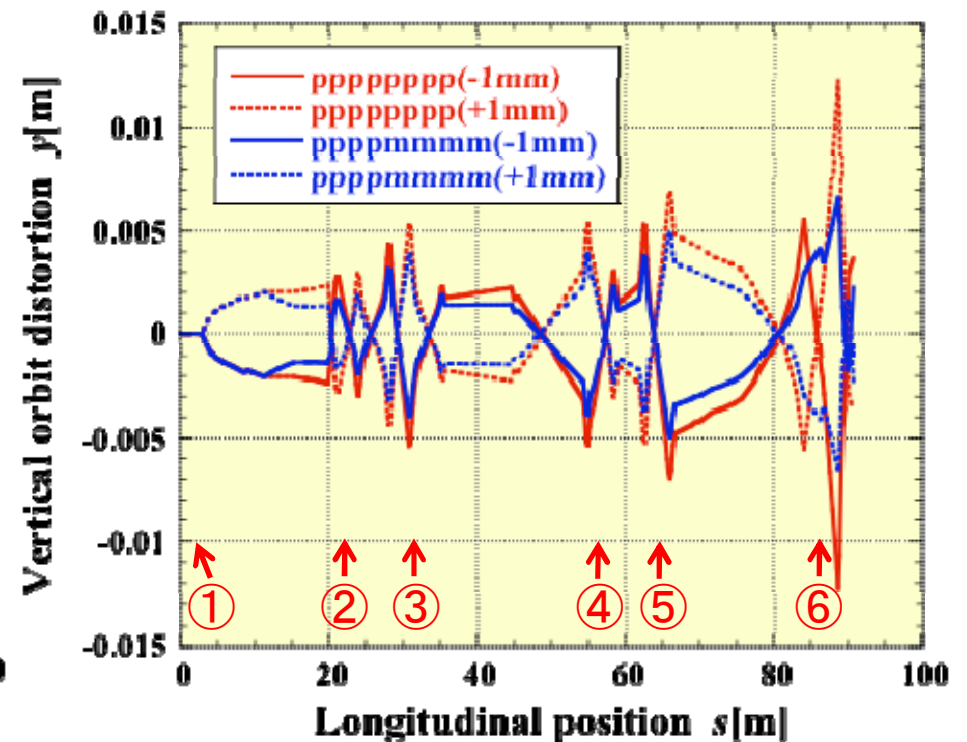 0.015
0.01
0.005
0
-0.005
-0.01
-0.015
Vertical orbit distortion y[m]
pppppppp(-1mm)
pppppppp(+1mm)
ppppmmmm(-1mm)
ppppmmmm(+1mm)
① ② ③ ④ ⑤ ⑥
0 20 40 60 80 100
Longitudinal position s[m]